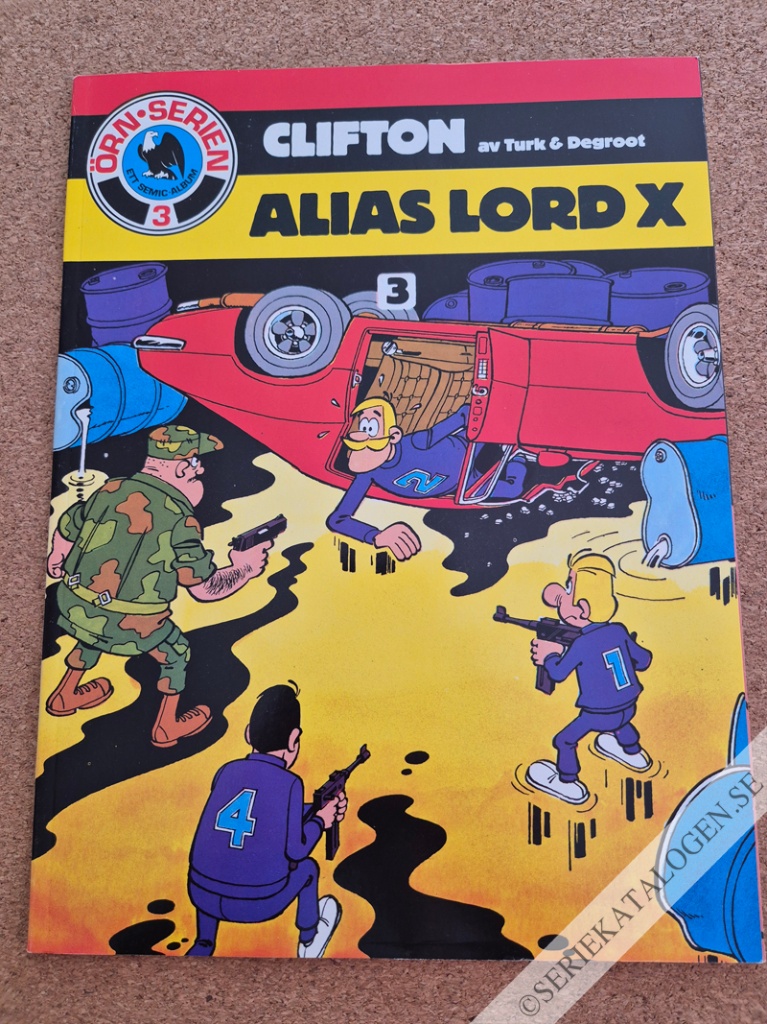 ÖRN·SERIEN
ETT SEMIC-ALBUM
3
CLIFTON av Turk & Degroot
ALIAS LORD X
3
2
1
4
©SERIEKATALOGEN.SE